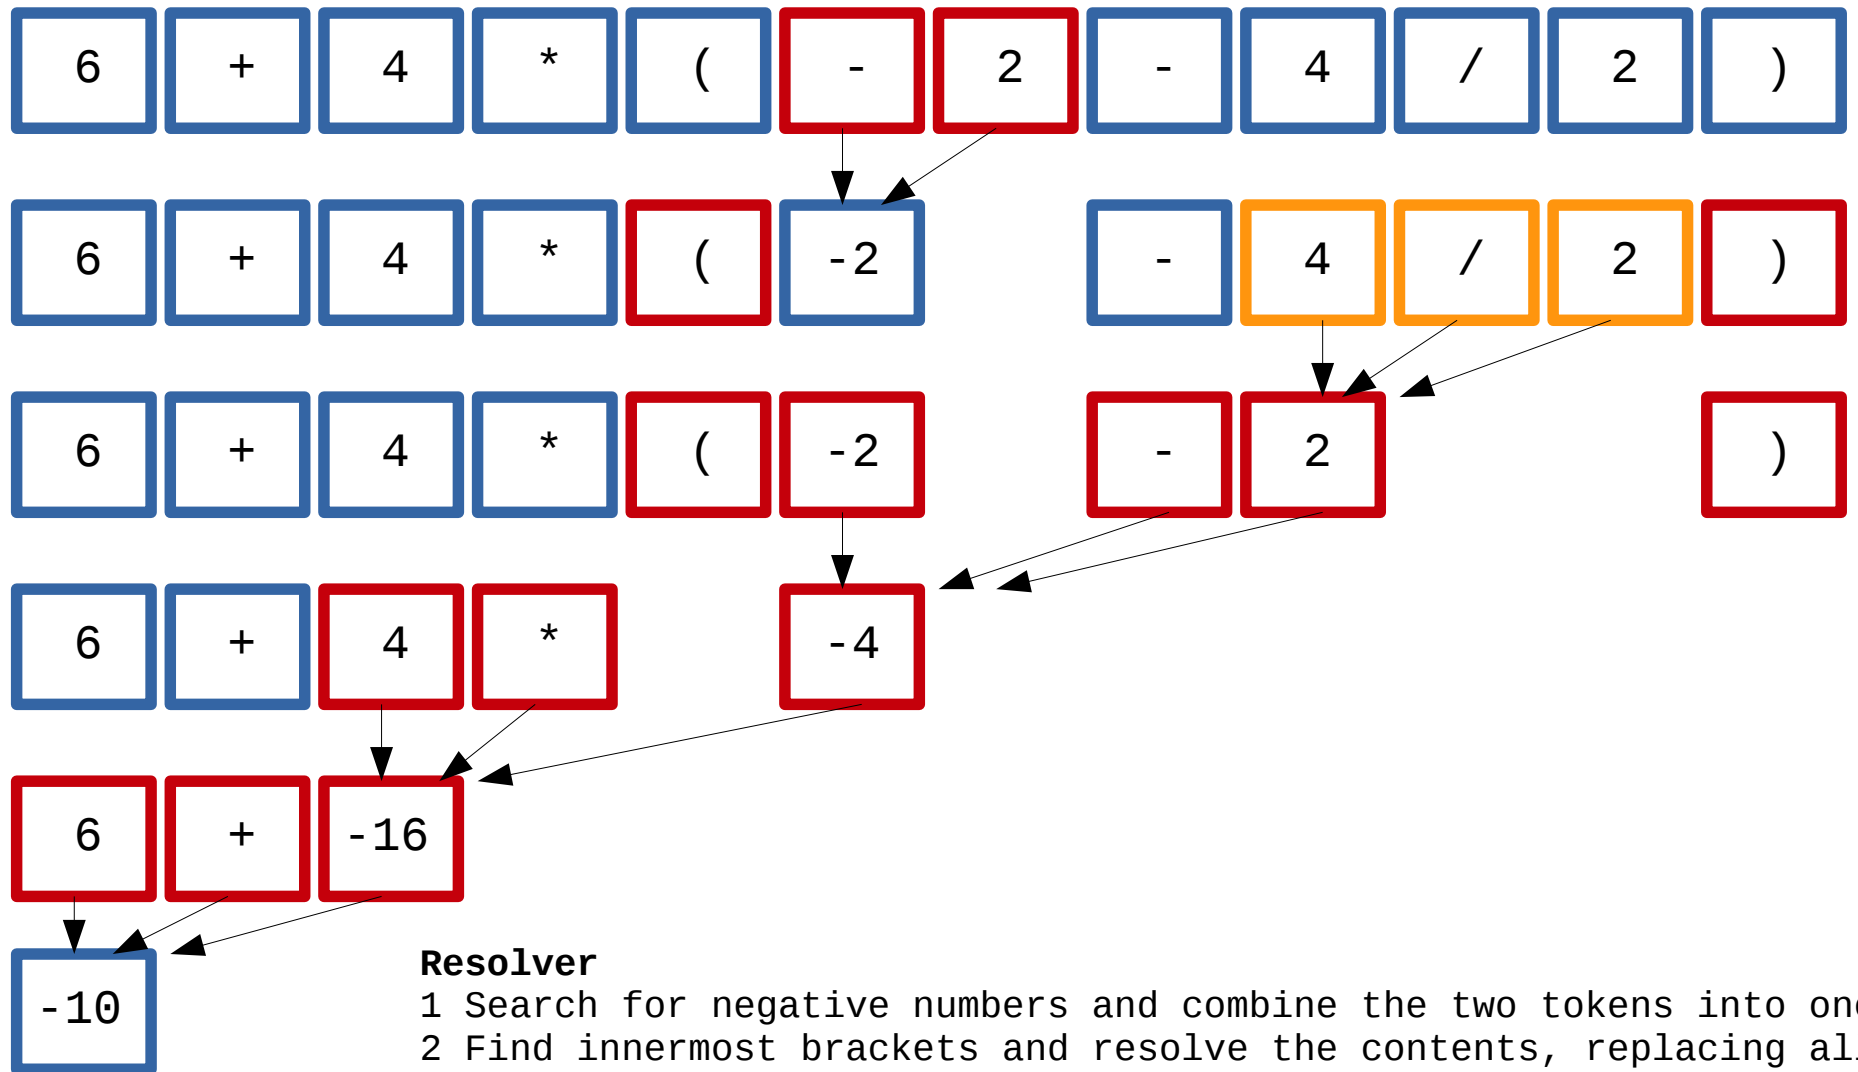 6 + 4 * ( - 2 - 4 / 2 )
6 + 4 * ( -2 - 4 / 2 )
6 + 4 * ( -2 - 2 )
6 + 4 * -4
6 + -16
-10
Resolver
1 Search for negative numbers and combine the two tokens into one
2 Find innermost brackets and resolve the contents, replacing all